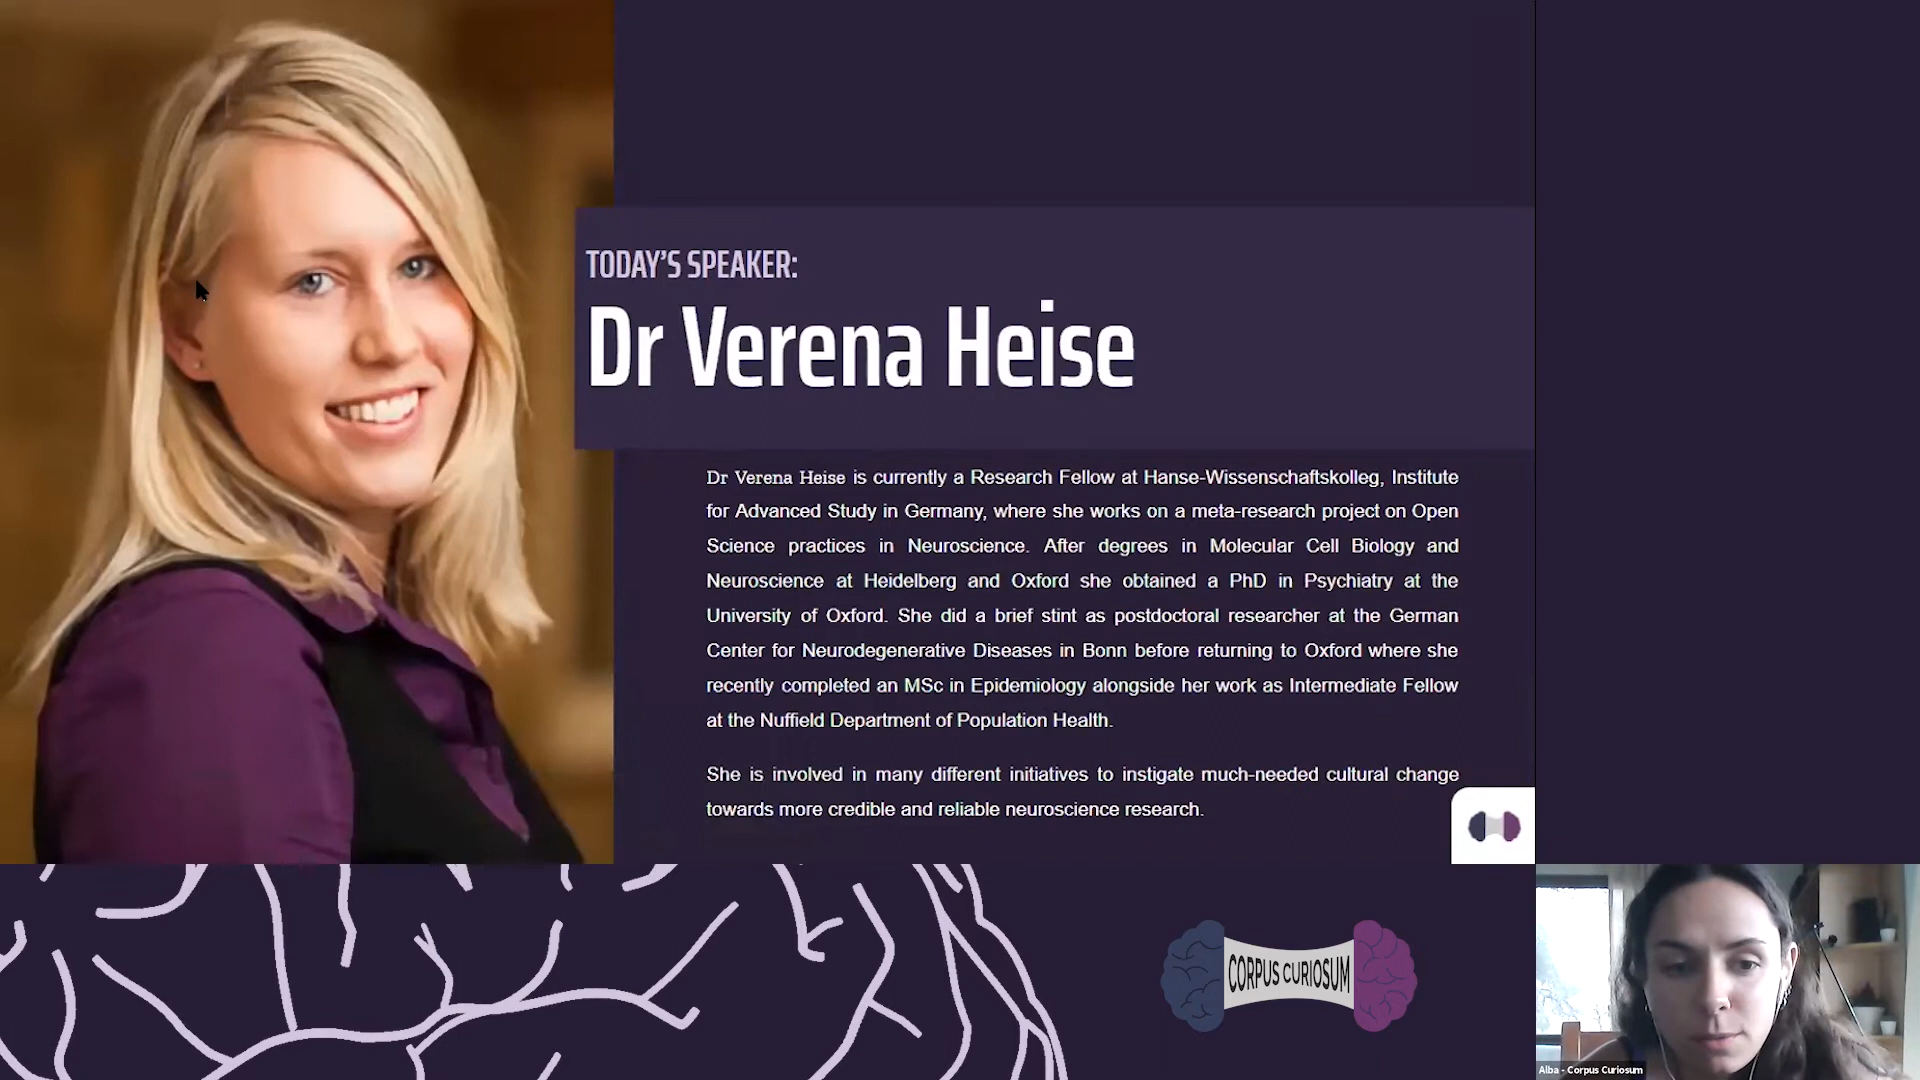 TODAY'S SPEAKER:
Dr Verena Heise
Dr Verena Heise is currently a Research Fellow at Hanse-Wissenschaftskolleg, Institute
for Advanced Study in Germany, where she works on a meta-research project on Open
Science practices in Neuroscience. After degrees in Molecular Cell Biology and
Neuroscience at Heidelberg and Oxford she obtained a PhD in Psychiatry at the
University of Oxford. She did a brief stint as postdoctoral researcher at the German
Center for Neurodegenerative Diseases in Bonn before returning to Oxford where she
recently completed an MSc in Epidemiology alongside her work as Intermediate Fellow
at the Nuffield Department of Population Health.
She is involved in many different initiatives to instigate much-needed cultural change
towards more credible and reliable neuroscience research.
CORPUS CURIOSUM
Alba - Corpus Curiosum